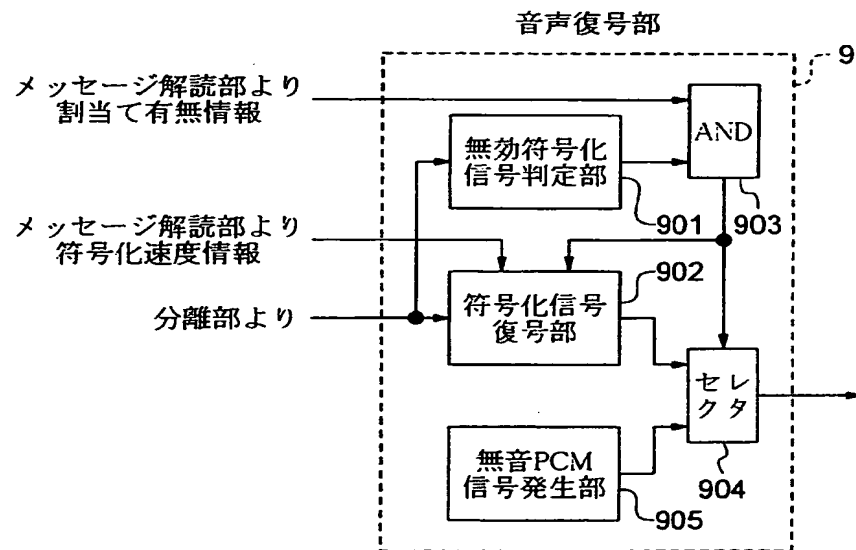 音声復号部
9
メッセージ解読部より
割当て有無情報
AND
無効符号化
信号判定部
901
903
メッセージ解読部より
符号化速度情報
902
符号化信号
復号部
分離部より
セレ
クタ
904
無音PCM
信号発生部
905